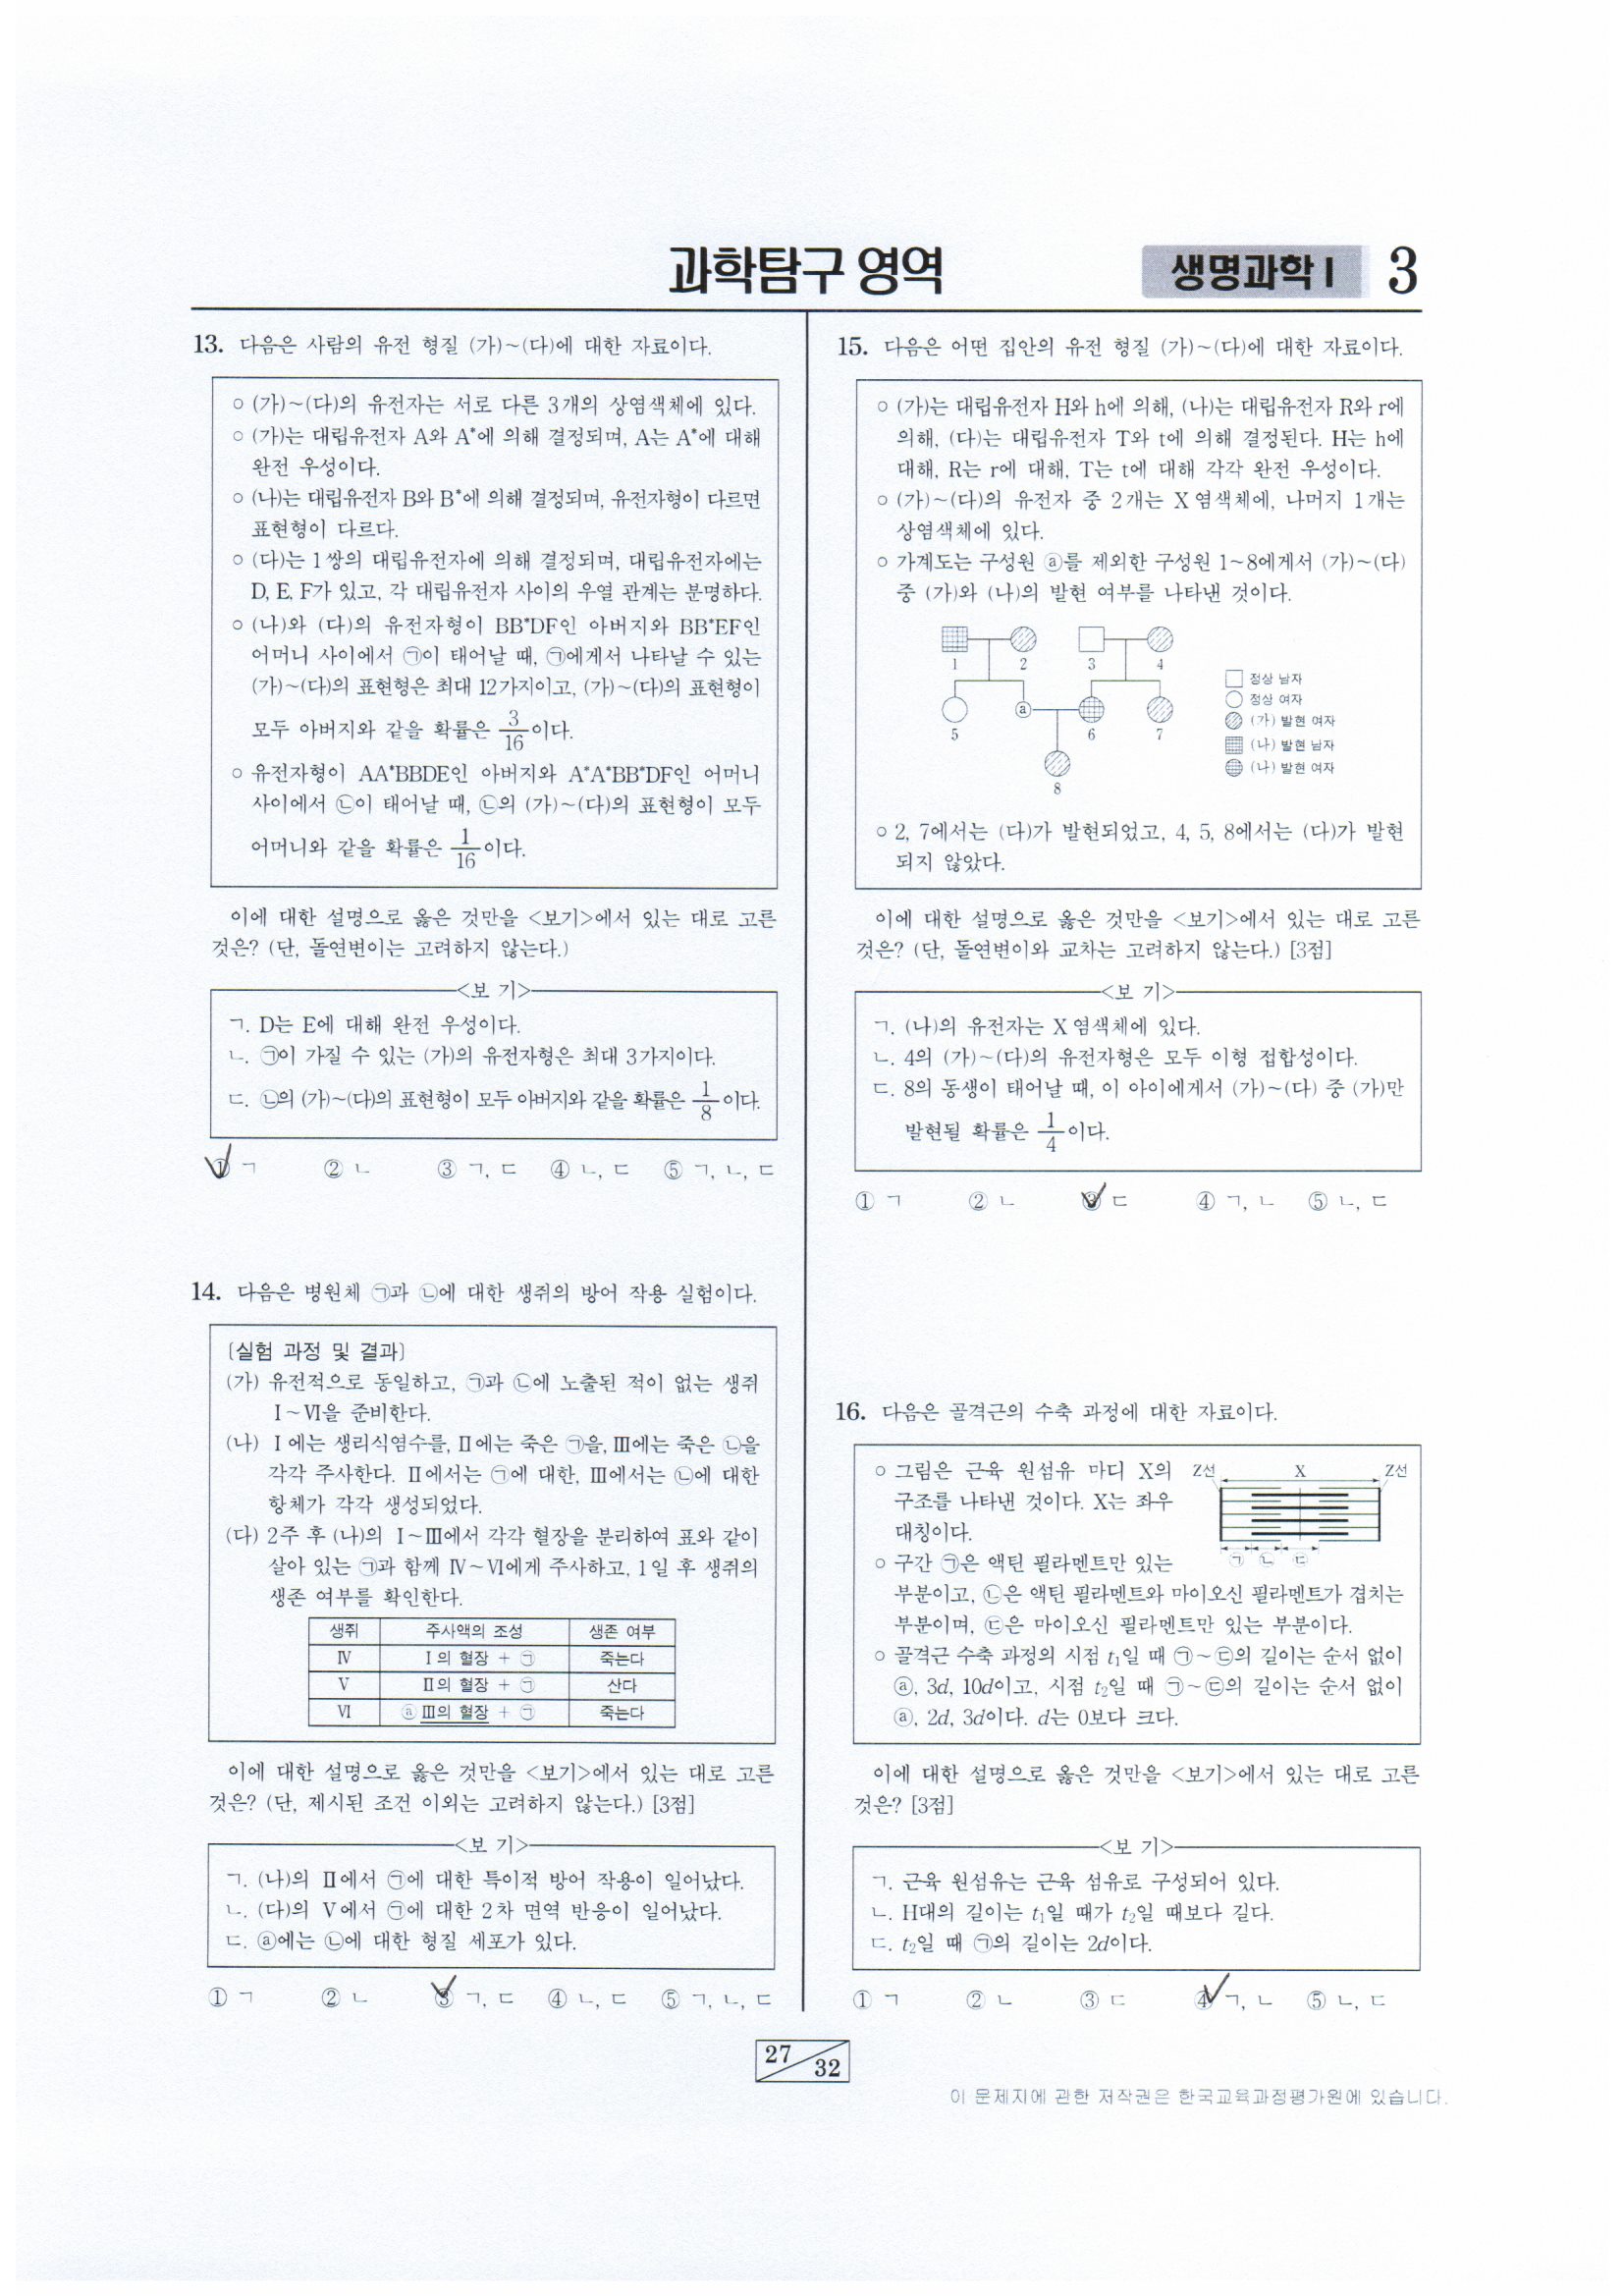 과학탐구 영역
생명과학 I
3
13. 다음은 사람의 유전 형질 (가)~(다)에 대한 자료이다.
○ (가)~(다)의 유전자는 서로 다른 3개의 상염색체에 있다.
○ (가)는 대립유전자 A와 A*에 의해 결정되며, A는 A*에 대해
완전 우성이다.
○ (나)는 대립유전자 B와 B*에 의해 결정되며, 유전자형이 다르면
표현형이 다르다.
○ (다)는 1쌍의 대립유전자에 의해 결정되며, 대립유전자에는
D, E, F가 있고, 각 대립유전자 사이의 우열 관계는 분명하다.
○ (나)와 (다)의 유전자형이 BB*DF인 아버지와 BB*EF인
어머니 사이에서 ㉠이 태어날 때, ㉠에게서 나타날 수 있는
(가)~(다)의 표현형은 최대 12가지이고, (가)~(다)의 표현형이
모두 아버지와 같을 확률은 3/16이다.
○ 유전자형이 AA*BBDE인 아버지와 A*A*BB*DF인 어머니
사이에서 ㉡이 태어날 때, ㉡의 (가)~(다)의 표현형이 모두
어머니와 같을 확률은 1/16이다.
이에 대한 설명으로 옳은 것만을 <보기>에서 있는 대로 고른
것은? (단, 돌연변이는 고려하지 않는다.)
<보 기>
ㄱ. D는 E에 대해 완전 우성이다.
ㄴ. ㉠이 가질 수 있는 (가)의 유전자형은 최대 3가지이다.
ㄷ. ㉡의 (가)~(다)의 표현형이 모두 아버지와 같을 확률은 1/8이다.
① ㄱ ② ㄴ ③ ㄱ, ㄷ ④ ㄴ, ㄷ ⑤ ㄱ, ㄴ, ㄷ
14. 다음은 병원체 ㉠과 ㉡에 대한 생쥐의 방어 작용 실험이다.
[실험 과정 및 결과]
(가) 유전적으로 동일하고, ㉠과 ㉡에 노출된 적이 없는 생쥐
Ⅰ~Ⅵ을 준비한다.
(나) Ⅰ에는 생리식염수를, Ⅱ에는 죽은 ㉠을, Ⅲ에는 죽은 ㉡을
각각 주사한다. Ⅱ에서는 ㉠에 대한, Ⅲ에서는 ㉡에 대한
항체가 각각 생성되었다.
(다) 2주 후 (나)의 Ⅰ~Ⅲ에서 각각 혈장을 분리하여 표와 같이
살아 있는 ㉠과 함께 Ⅳ~Ⅵ에게 주사하고, 1일 후 생쥐의
생존 여부를 확인한다.
생쥐 주사액의 조성 생존 여부
Ⅳ Ⅰ의 혈장 + ㉠ 죽는다
Ⅴ Ⅱ의 혈장 + ㉠ 산다
Ⅵ ⓐ Ⅲ의 혈장 + ㉠ 죽는다
이에 대한 설명으로 옳은 것만을 <보기>에서 있는 대로 고른
것은? (단, 제시된 조건 이외는 고려하지 않는다.) [3점]
<보 기>
ㄱ. (나)의 Ⅱ에서 ㉠에 대한 특이적 방어 작용이 일어났다.
ㄴ. (다)의 Ⅴ에서 ㉠에 대한 2차 면역 반응이 일어났다.
ㄷ. ⓐ에는 ㉡에 대한 형질 세포가 있다.
① ㄱ ② ㄴ ③ ㄱ, ㄷ ④ ㄴ, ㄷ ⑤ ㄱ, ㄴ, ㄷ
15. 다음은 어떤 집안의 유전 형질 (가)~(다)에 대한 자료이다.
○ (가)는 대립유전자 H와 h에 의해, (나)는 대립유전자 R와 r에
의해, (다)는 대립유전자 T와 t에 의해 결정된다. H는 h에
대해, R는 r에 대해, T는 t에 대해 각각 완전 우성이다.
○ (가)~(다)의 유전자 중 2개는 X 염색체에, 나머지 1개는
상염색체에 있다.
○ 가계도는 구성원 ⓐ를 제외한 구성원 1~8에게서 (가)~(다)
중 (가)와 (나)의 발현 여부를 나타낸 것이다.
1 2 3 4
ⓐ
5 6 7
8
정상 남자
정상 여자
(가) 발현 여자
(나) 발현 남자
(나) 발현 여자
○ 2, 7에서는 (다)가 발현되었고, 4, 5, 8에서는 (다)가 발현
되지 않았다.
이에 대한 설명으로 옳은 것만을 <보기>에서 있는 대로 고른
것은? (단, 돌연변이와 교차는 고려하지 않는다.) [3점]
<보 기>
ㄱ. (나)의 유전자는 X 염색체에 있다.
ㄴ. 4의 (가)~(다)의 유전자형은 모두 이형 접합성이다.
ㄷ. 8의 동생이 태어날 때, 이 아이에게서 (가)~(다) 중 (가)만
발현될 확률은 1/4이다.
① ㄱ ② ㄴ ③ ㄷ ④ ㄱ, ㄴ ⑤ ㄴ, ㄷ
16. 다음은 골격근의 수축 과정에 대한 자료이다.
○ 그림은 근육 원섬유 마디 X의
구조를 나타낸 것이다. X는 좌우
대칭이다.
Z선 X Z선
㉠ ㉡ ㉢
○ 구간 ㉠은 액틴 필라멘트만 있는
부분이고, ㉡은 액틴 필라멘트와 마이오신 필라멘트가 겹치는
부분이며, ㉢은 마이오신 필라멘트만 있는 부분이다.
○ 골격근 수축 과정의 시점 t₁일 때 ㉠~㉢의 길이는 순서 없이
ⓐ, 3d, 10d이고, 시점 t₂일 때 ㉠~㉢의 길이는 순서 없이
ⓐ, 2d, 3d이다. d는 0보다 크다.
이에 대한 설명으로 옳은 것만을 <보기>에서 있는 대로 고른
것은? [3점]
<보 기>
ㄱ. 근육 원섬유는 근육 섬유로 구성되어 있다.
ㄴ. H대의 길이는 t₁일 때가 t₂일 때보다 길다.
ㄷ. t₂일 때 ㉠의 길이는 2d이다.
① ㄱ ② ㄴ ③ ㄷ ④ ㄱ, ㄴ ⑤ ㄴ, ㄷ
27 32
이 문제지에 관한 저작권은 한국교육과정평가원에 있습니다.